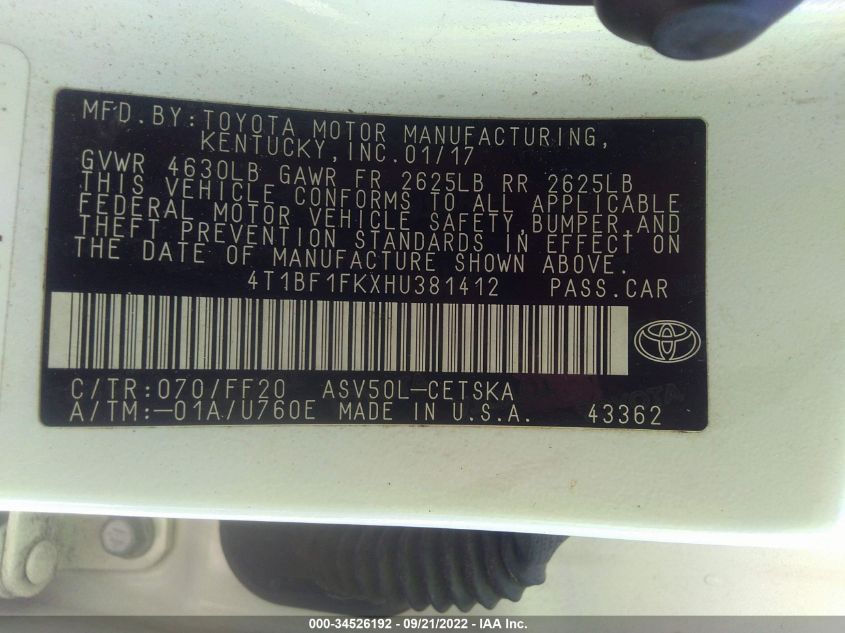 MFD.BY:TOYOTA MOTOR MANUFACTURING,
KENTUCKY,INC.01/17
GVWR 4630LB GAWR FR 2625LB RR 2625LB
THIS VEHICLE CONFORMS TO ALL APPLICABLE
FEDERAL MOTOR VEHICLE SAFETY,BUMPER,AND
THEFT PREVENTION STANDARDS IN EFFECT ON
THE DATE OF MANUFACTURE SHOWN ABOVE.
4T1BF1FKXHU381412 PASS.CAR
C/TR:070/FF20 ASV50L-CETSKA
A/TM:-01A/U760E MADE IN U.S.A. 43362
000-34526192 - 09/21/2022 - IAA Inc.